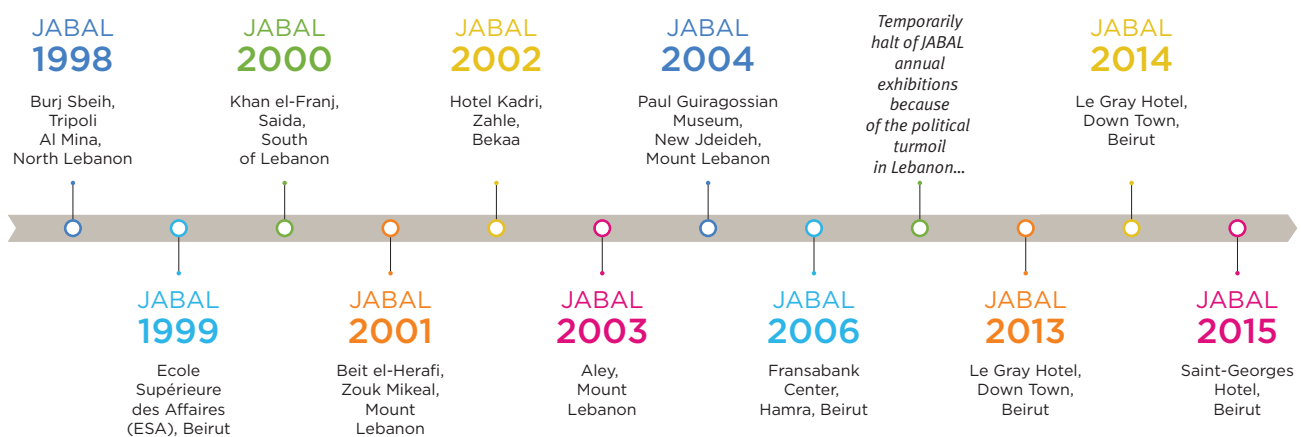 JABAL
1998
Burj Sbeih,
Tripoli
Al Mina,
North Lebanon
JABAL
1999
Ecole
Supérieure
des Affaires
(ESA), Beirut
JABAL
2000
Khan el-Franj,
Saida,
South
of Lebanon
JABAL
2001
Beit el-Herafi,
Zouk Mikeal,
Mount
Lebanon
JABAL
2002
Hotel Kadri,
Zahle,
Bekaa
JABAL
2003
Aley,
Mount
Lebanon
JABAL
2004
Paul Guiragossian
Museum,
New Jdeideh,
Mount Lebanon
JABAL
2006
Fransabank
Center,
Hamra, Beirut
Temporarily
halt of JABAL
annual
exhibitions
because
of the political
turmoil
in Lebanon...
JABAL
2013
Le Gray Hotel,
Down Town,
Beirut
JABAL
2014
Le Gray Hotel,
Down Town,
Beirut
JABAL
2015
Saint-Georges
Hotel,
Beirut